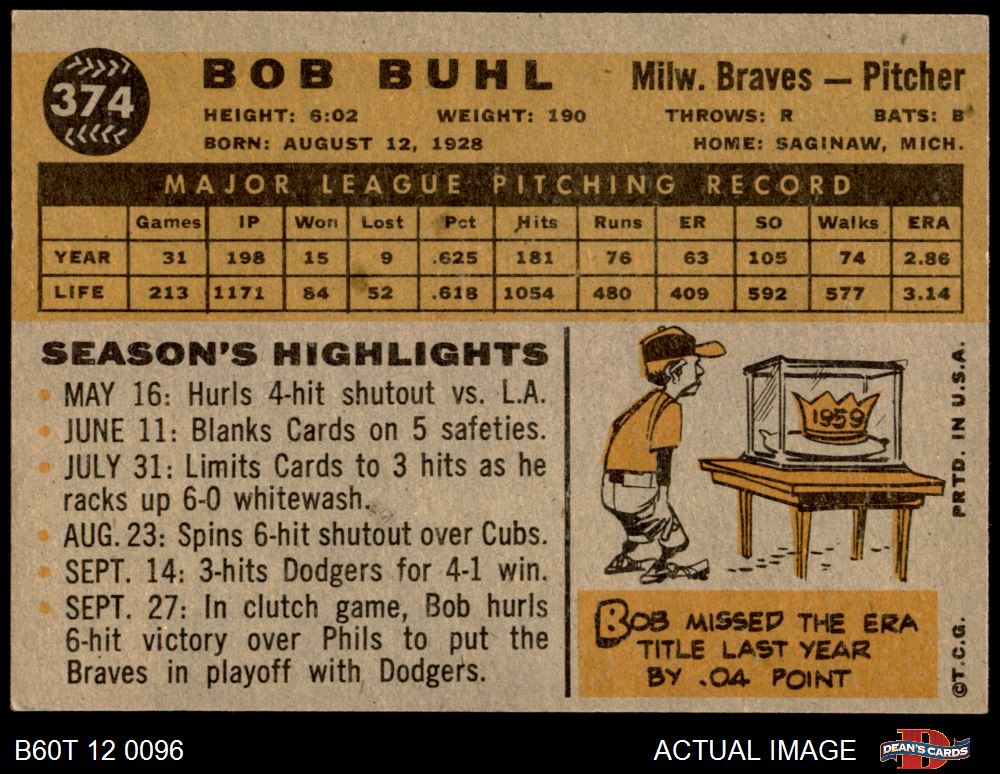 374
BOB BUHL
Milw. Braves — Pitcher
HEIGHT: 6:02 WEIGHT: 190 THROWS: R BATS: B
BORN: AUGUST 12, 1928 HOME: SAGINAW, MICH.
MAJOR LEAGUE PITCHING RECORD
Games IP Won Lost Pct Hits Runs ER SO Walks ERA
YEAR 31 198 15 9 .625 181 76 63 105 74 2.86
LIFE 213 1171 84 52 .618 1054 480 409 592 577 3.14
SEASON'S HIGHLIGHTS
• MAY 16: Hurls 4-hit shutout vs. L.A.
• JUNE 11: Blanks Cards on 5 safeties.
• JULY 31: Limits Cards to 3 hits as he
racks up 6-0 whitewash.
• AUG. 23: Spins 6-hit shutout over Cubs.
• SEPT. 14: 3-hits Dodgers for 4-1 win.
• SEPT. 27: In clutch game, Bob hurls
6-hit victory over Phils to put the
Braves in playoff with Dodgers.
1959
BOB MISSED THE ERA
TITLE LAST YEAR
BY .04 POINT
PRTD. IN U.S.A.
©T.C.G.
B60T 12 0096
ACTUAL IMAGE
DEAN'S CARDS